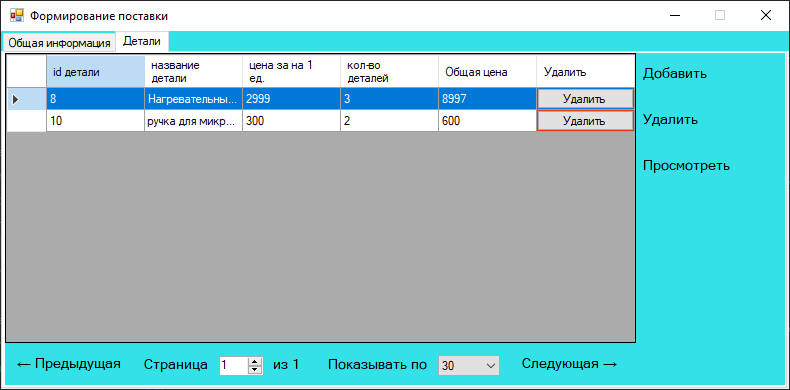 Формирование поставки
Общая информация
Детали
id детали
название
детали
цена за на 1
ед.
кол-во
деталей
Общая цена
Удалить
Добавить
8 Нагревательны... 2999 3 8997 Удалить
10 ручка для микр... 300 2 600 Удалить
Удалить
Просмотреть
← Предыдущая Страница 1 из 1 Показывать по 30 Следующая →